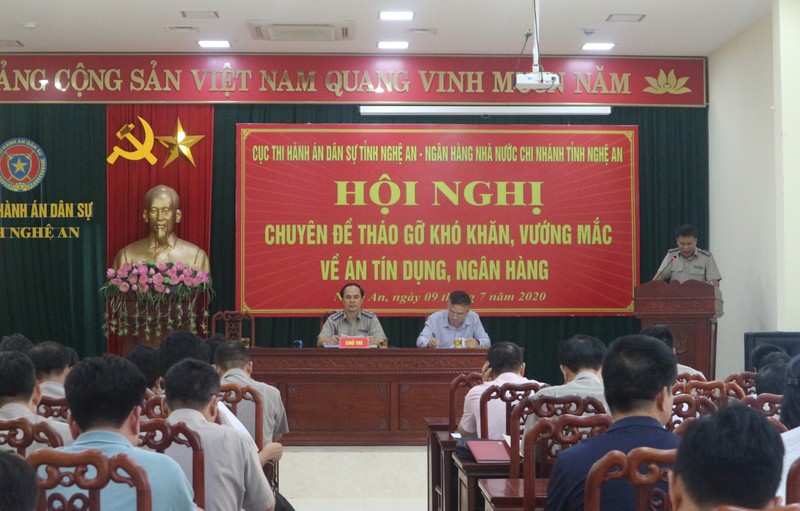 ẢNG CỘNG SẢN VIỆT NAM QUANG VINH MUÔN NĂM
CỤC THI HÀNH ÁN DÂN SỰ TỈNH NGHỆ AN - NGÂN HÀNG NHÀ NƯỚC CHI NHÁNH TỈNH NGHỆ AN
HỘI NGHỊ
CHUYÊN ĐỀ THÁO GỠ KHÓ KHĂN, VƯỚNG MẮC
VỀ ÁN TÍN DỤNG, NGÂN HÀNG
An, ngày 09 7 2020
HÀNH ÁN DÂN SỰ
NH NGHỆ AN
CHỦ TRÌ